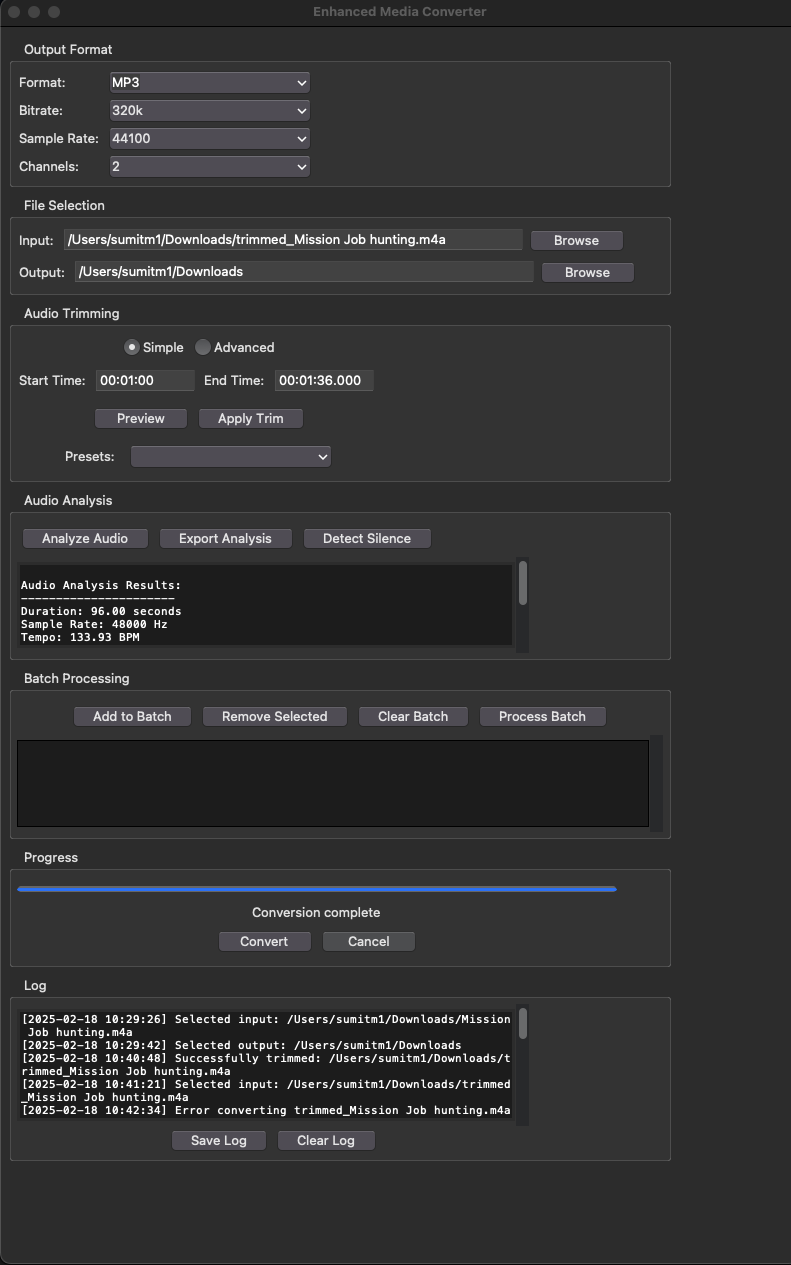 Enhanced Media Converter
Output Format
Format: MP3
Bitrate: 320k
Sample Rate: 44100
Channels: 2
File Selection
Input: /Users/sumitm1/Downloads/trimmed_Mission Job hunting.m4a Browse
Output: /Users/sumitm1/Downloads Browse
Audio Trimming
Simple Advanced
Start Time: 00:01:00 End Time: 00:01:36.000
Preview Apply Trim
Presets:
Audio Analysis
Analyze Audio Export Analysis Detect Silence
Audio Analysis Results:
----------------------
Duration: 96.00 seconds
Sample Rate: 48000 Hz
Tempo: 133.93 BPM
Batch Processing
Add to Batch Remove Selected Clear Batch Process Batch
Progress
Conversion complete
Convert Cancel
Log
[2025-02-18 10:29:26] Selected input: /Users/sumitm1/Downloads/Mission
Job hunting.m4a
[2025-02-18 10:29:42] Selected output: /Users/sumitm1/Downloads
[2025-02-18 10:40:48] Successfully trimmed: /Users/sumitm1/Downloads/t
rimmed_Mission Job hunting.m4a
[2025-02-18 10:41:21] Selected input: /Users/sumitm1/Downloads/trimmed
_Mission Job hunting.m4a
[2025-02-18 10:42:34] Error converting trimmed_Mission Job hunting.m4a
Save Log Clear Log